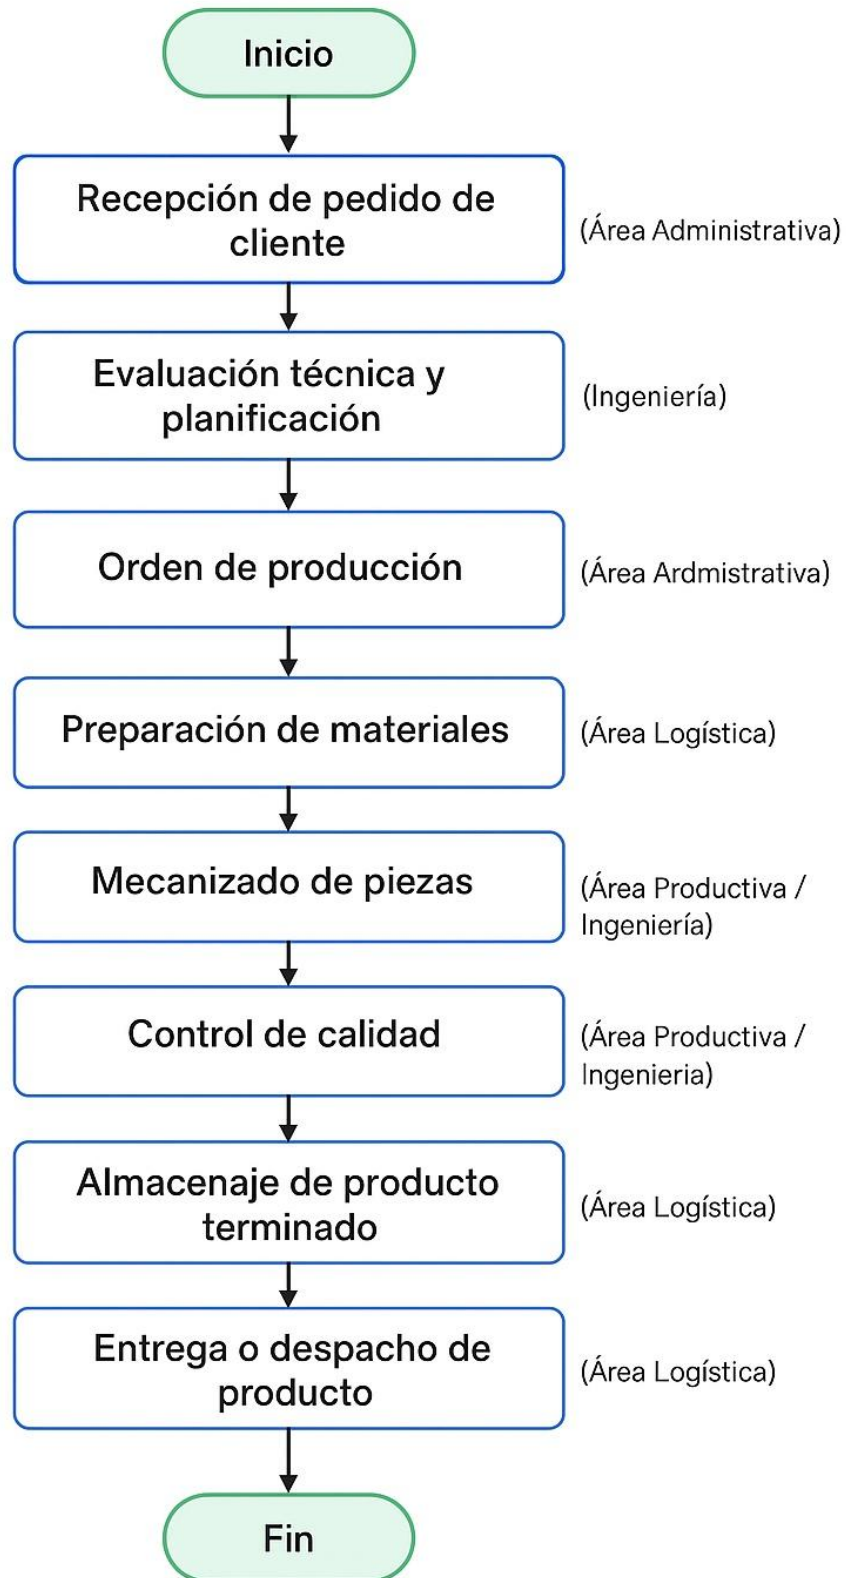 Inicio
Recepción de pedido de
cliente
(Área Administrativa)
Evaluación técnica y
planificación
(Ingeniería)
Orden de producción
(Área Ardmistrativa)
Preparación de materiales
(Área Logística)
Mecanizado de piezas
(Área Productiva /
Ingeniería)
Control de calidad
(Área Productiva /
Ingenieria)
Almacenaje de producto
terminado
(Área Logística)
Entrega o despacho de
producto
(Área Logística)
Fin